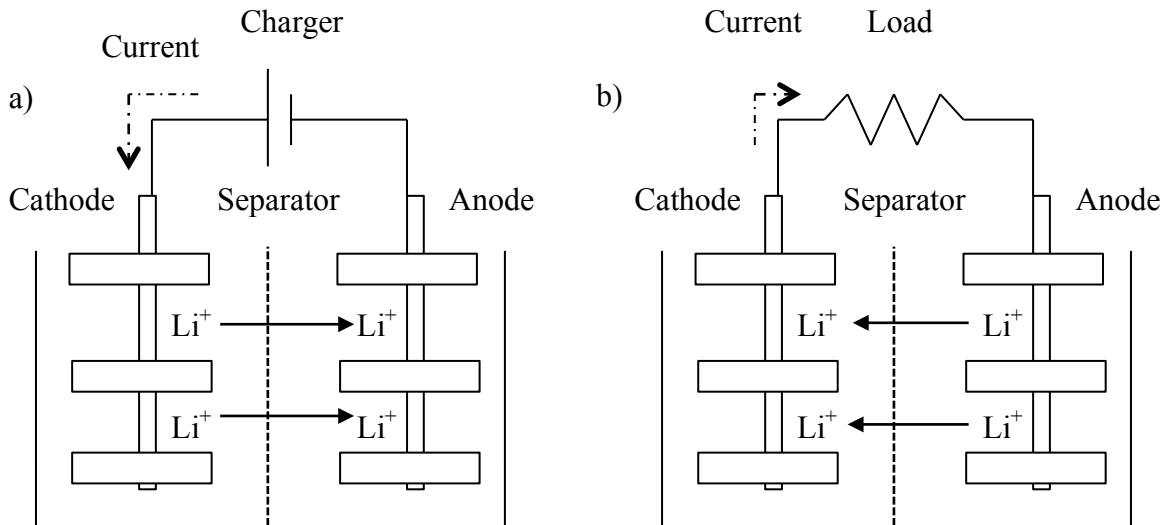 Charger
Current
a)
Cathode Separator Anode
Li⁺ Li⁺
Li⁺ Li⁺
Current Load
b)
Cathode Separator Anode
Li⁺ Li⁺
Li⁺ Li⁺